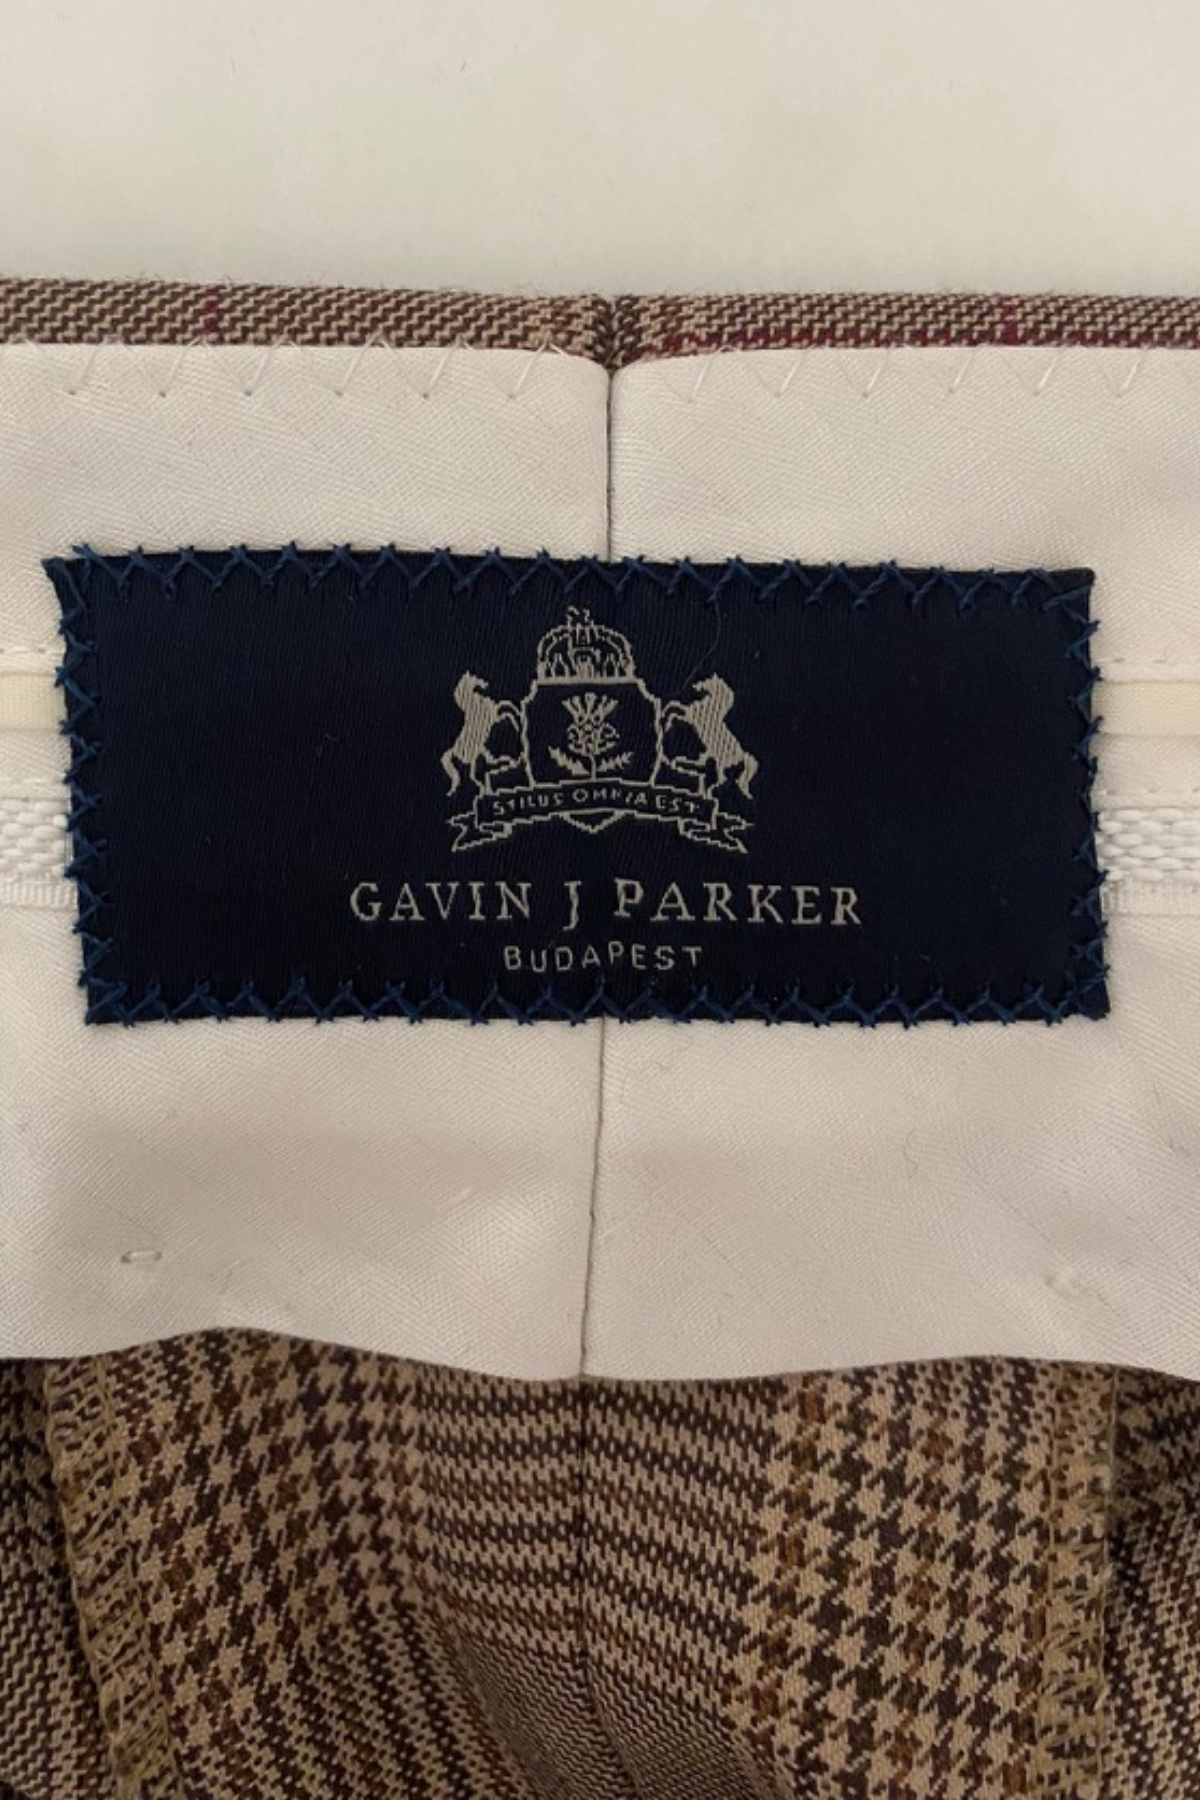 STILUS OMNIA EST
GAVIN J PARKER
BUDAPEST